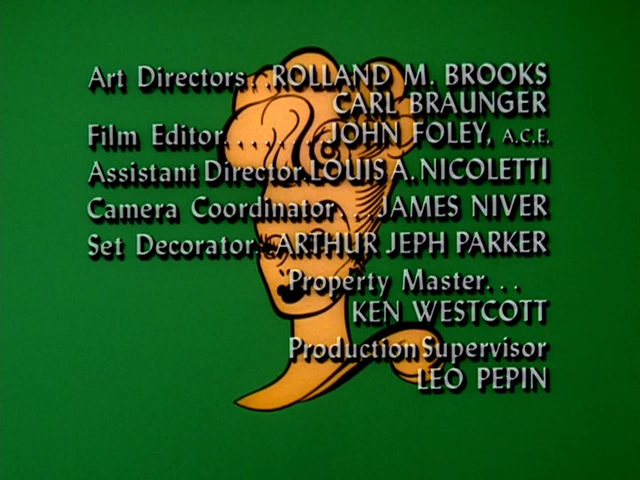 Art Directors . . ROLLAND M. BROOKS
CARL BRAUNGER
Film Editor . . . . . . . JOHN FOLEY, A.C.E.
Assistant Director . LOUIS A. NICOLETTI
Camera Coordinator . . . JAMES NIVER
Set Decorator . . ARTHUR JEPH PARKER
Property Master . . .
KEN WESTCOTT
Production Supervisor
LEO PEPIN